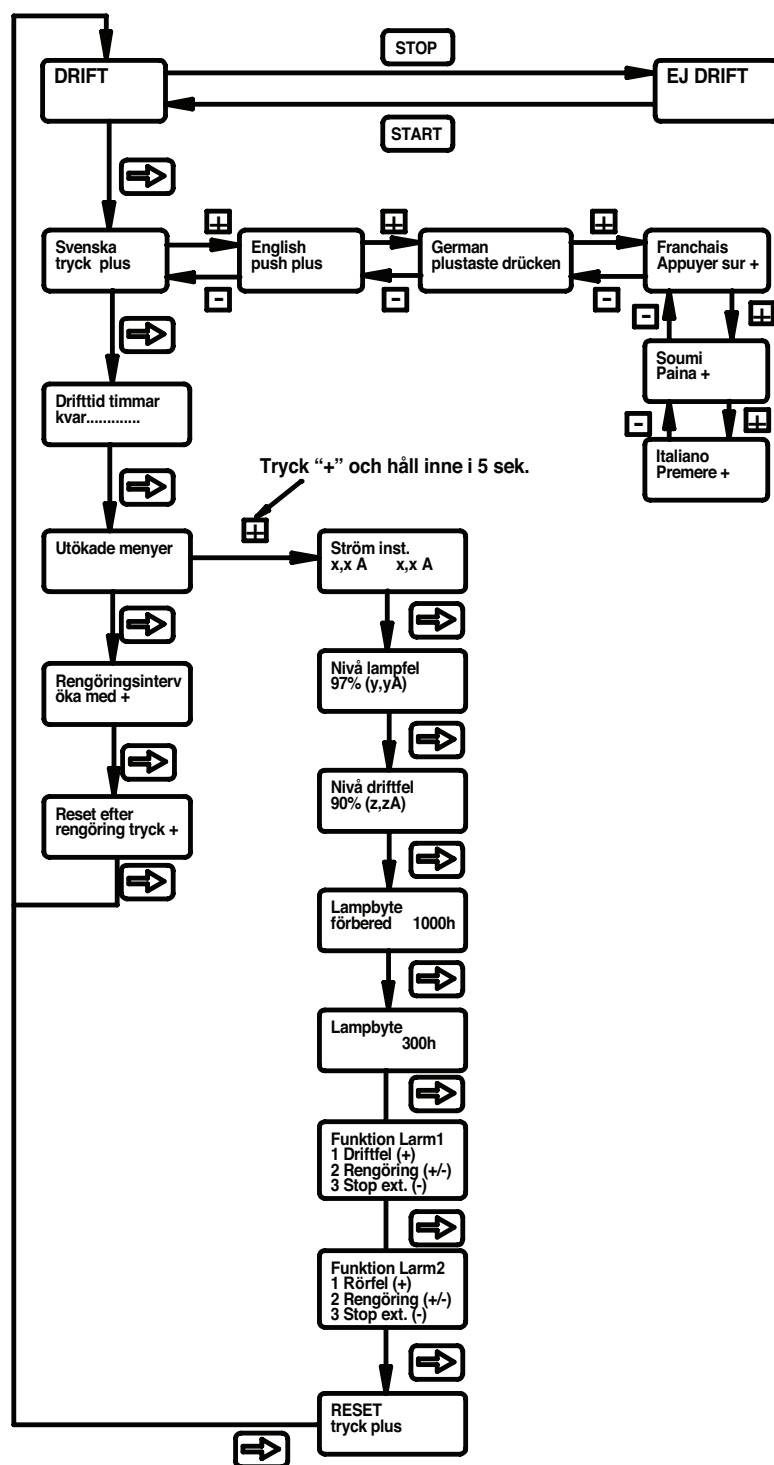 STOP
DRIFT
EJ DRIFT
START
Svenska
tryck plus
+
-
English
push plus
+
-
German
plustaste drücken
+
-
Franchais
Appuyer sur +
-
+
Soumi
Paina +
-
+
Italiano
Premere +
Drifttid timmar
kvar.............
Tryck “+” och håll inne i 5 sek.
+
Utökade menyer
Ström inst.
x,x A x,x A
Rengöringsinterv
öka med +
Nivå lampfel
97% (y,yA)
Reset efter
rengöring tryck +
Nivå driftfel
90% (z,zA)
Lampbyte
förbered 1000h
Lampbyte
300h
Funktion Larm1
1 Driftfel (+)
2 Rengöring (+/-)
3 Stop ext. (-)
Funktion Larm2
1 Rörfel (+)
2 Rengöring (+/-)
3 Stop ext. (-)
RESET
tryck plus